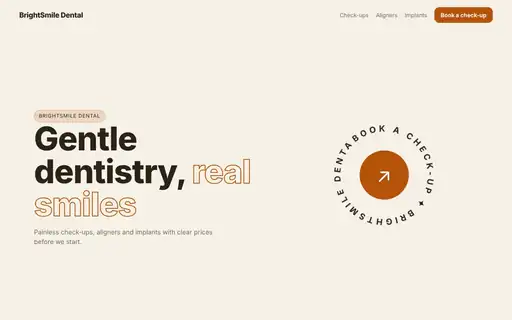 BrightSmile Dental
Check-ups
Aligners
Implants
Book a check-up
BRIGHTSMILE DENTAL
Gentle
dentistry, real
smiles
Painless check-ups, aligners and implants with clear prices
before we start.
BOOK A CHECK-UP ✦ BRIGHTSMILE DENTA